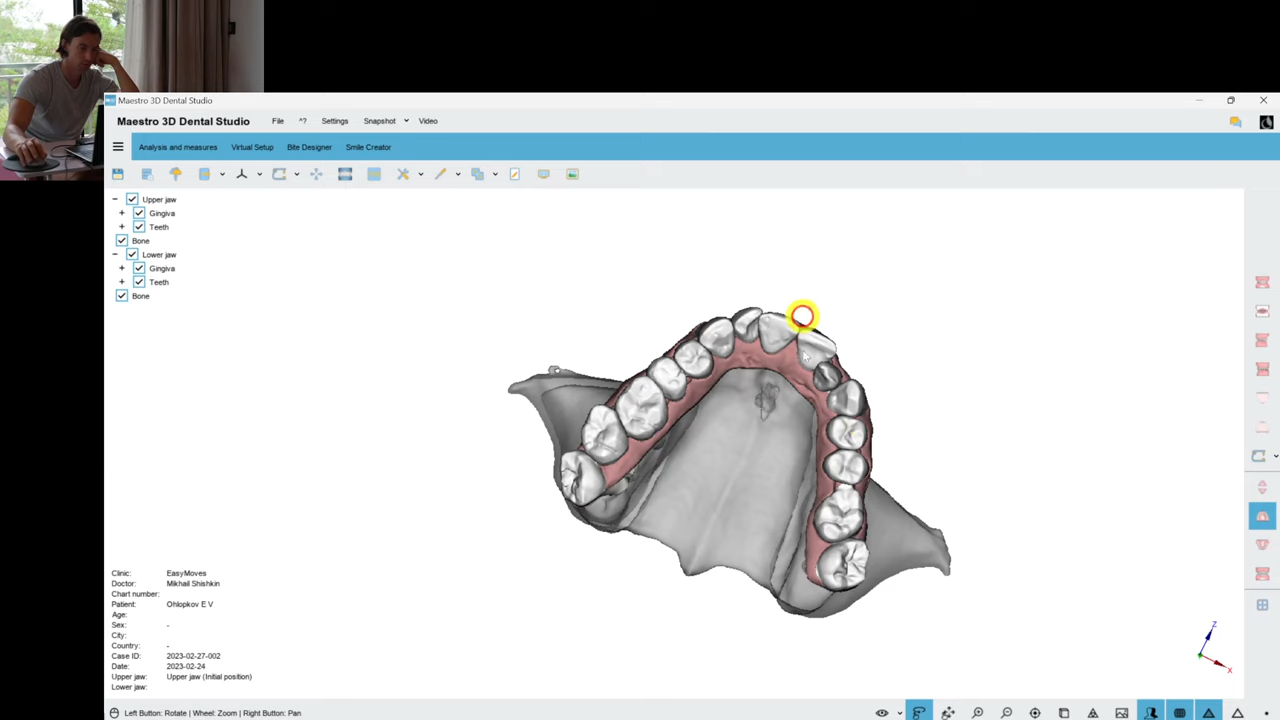 Maestro 3D Dental Studio
Maestro 3D Dental Studio File ^? Settings Snapshot Video
Analysis and measures Virtual Setup Bite Designer Smile Creator
Upper jaw
Gingiva
Teeth
Bone
Lower jaw
Gingiva
Teeth
Bone
Clinic: EasyMoves
Doctor: Mikhail Shishkin
Chart number:
Patient: Ohlopkov E V
Age:
Sex: -
City:
Country: -
Case ID: 2023-02-27-002
Date: 2023-02-24
Upper jaw: Upper jaw (Initial position)
Lower jaw:
Z
X
Left Button: Rotate | Wheel: Zoom | Right Button: Pan